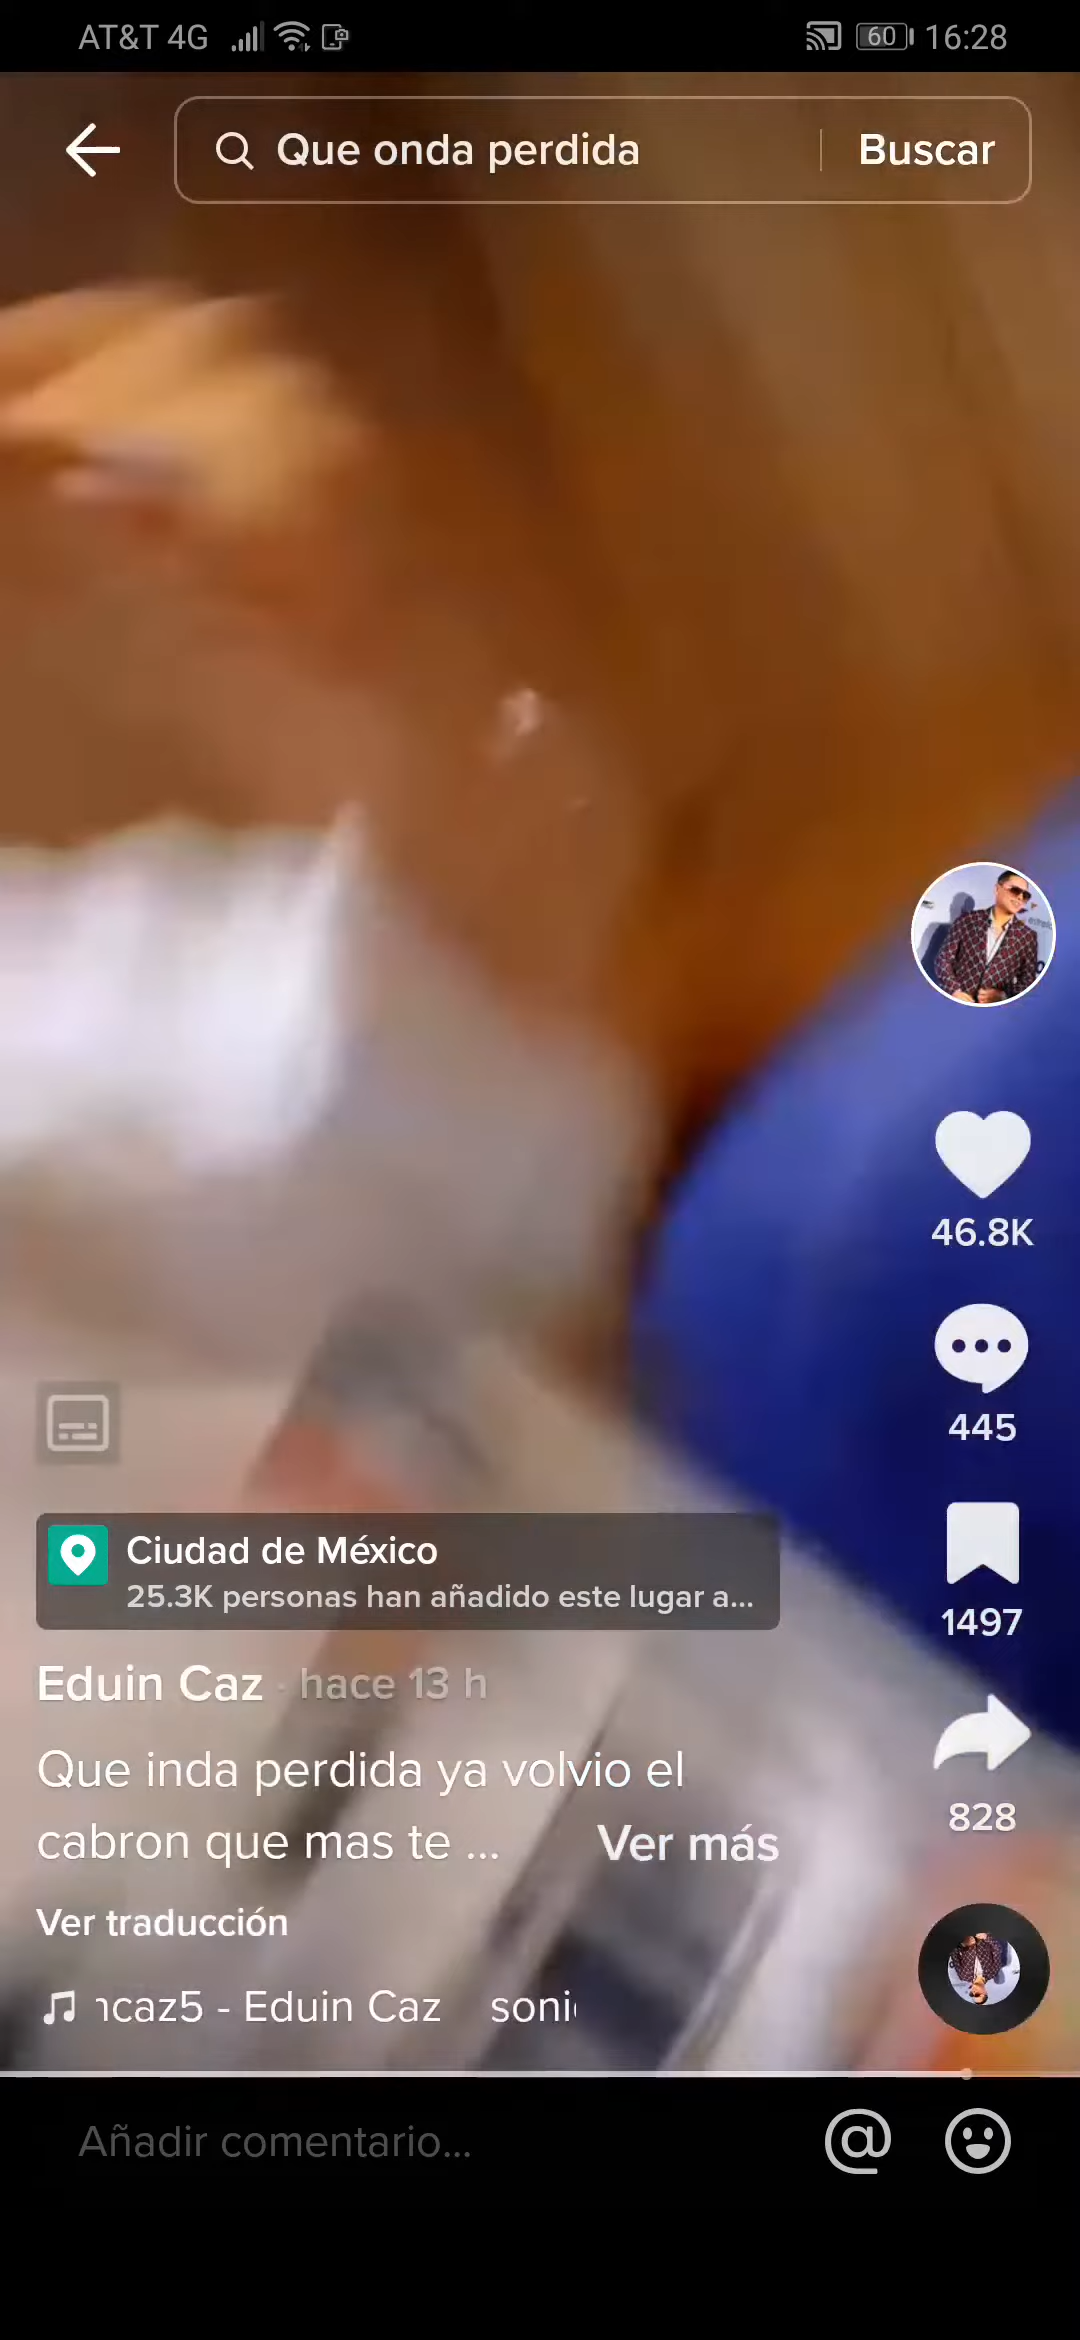 AT&T 4G 60 16:28
Que onda perdida Buscar
46.8K
445
Ciudad de México
25.3K personas han añadido este lugar a...
1497
Eduin Caz · hace 13 h
Que inda perdida ya volvio el
cabron que mas te ... Ver más
828
Ver traducción
ncaz5 - Eduin Caz soni
Añadir comentario...